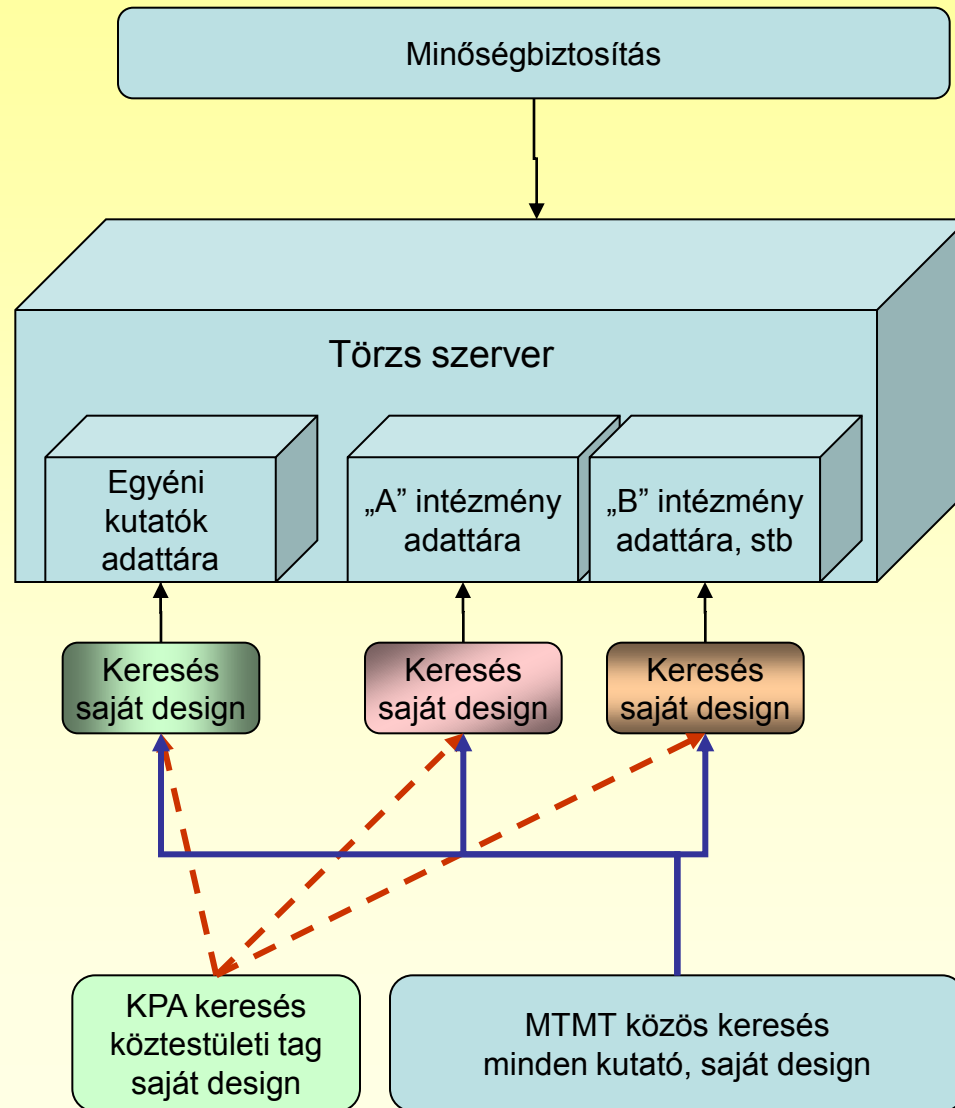 Minőségbiztosítás
Törzs szerver
Egyéni
kutatók
adattára
„A” intézmény
adattára
„B” intézmény
adattára, stb
Keresés
saját design
Keresés
saját design
Keresés
saját design
KPA keresés
köztestületi tag
saját design
MTMT közös keresés
minden kutató, saját design